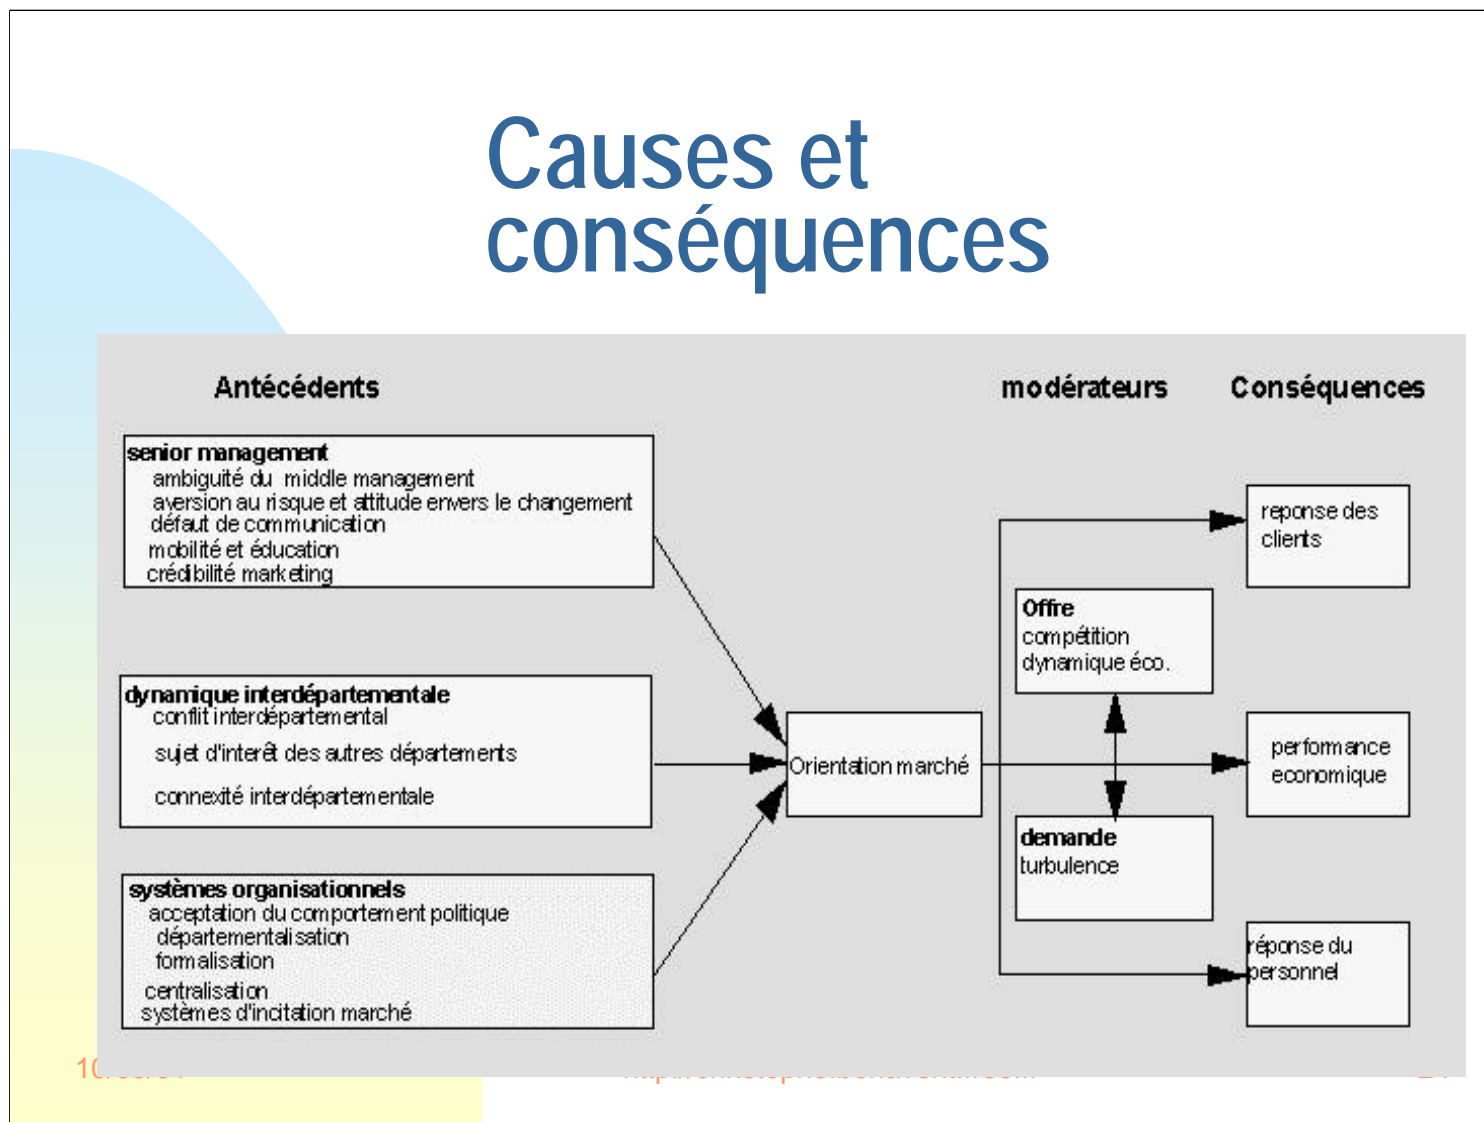 Causes et
conséquences
Antécédents
modérateurs
Conséquences
senior management
ambiguité du middle management
aversion au risque et attitude envers le changement
défaut de communication
mobilité et éducation
crédibilité marketing
dynamique interdépartementale
conflit interdépartemental
sujet d'interêt des autres départements
connexité interdépartementale
systèmes organisationnels
acceptation du comportement politique
départementalisation
formalisation
centralisation
systèmes d'incitation marché
Orientation marché
Offre
compétition
dynamique éco.
demande
turbulence
reponse des
clients
performance
economique
réponse du
personnel